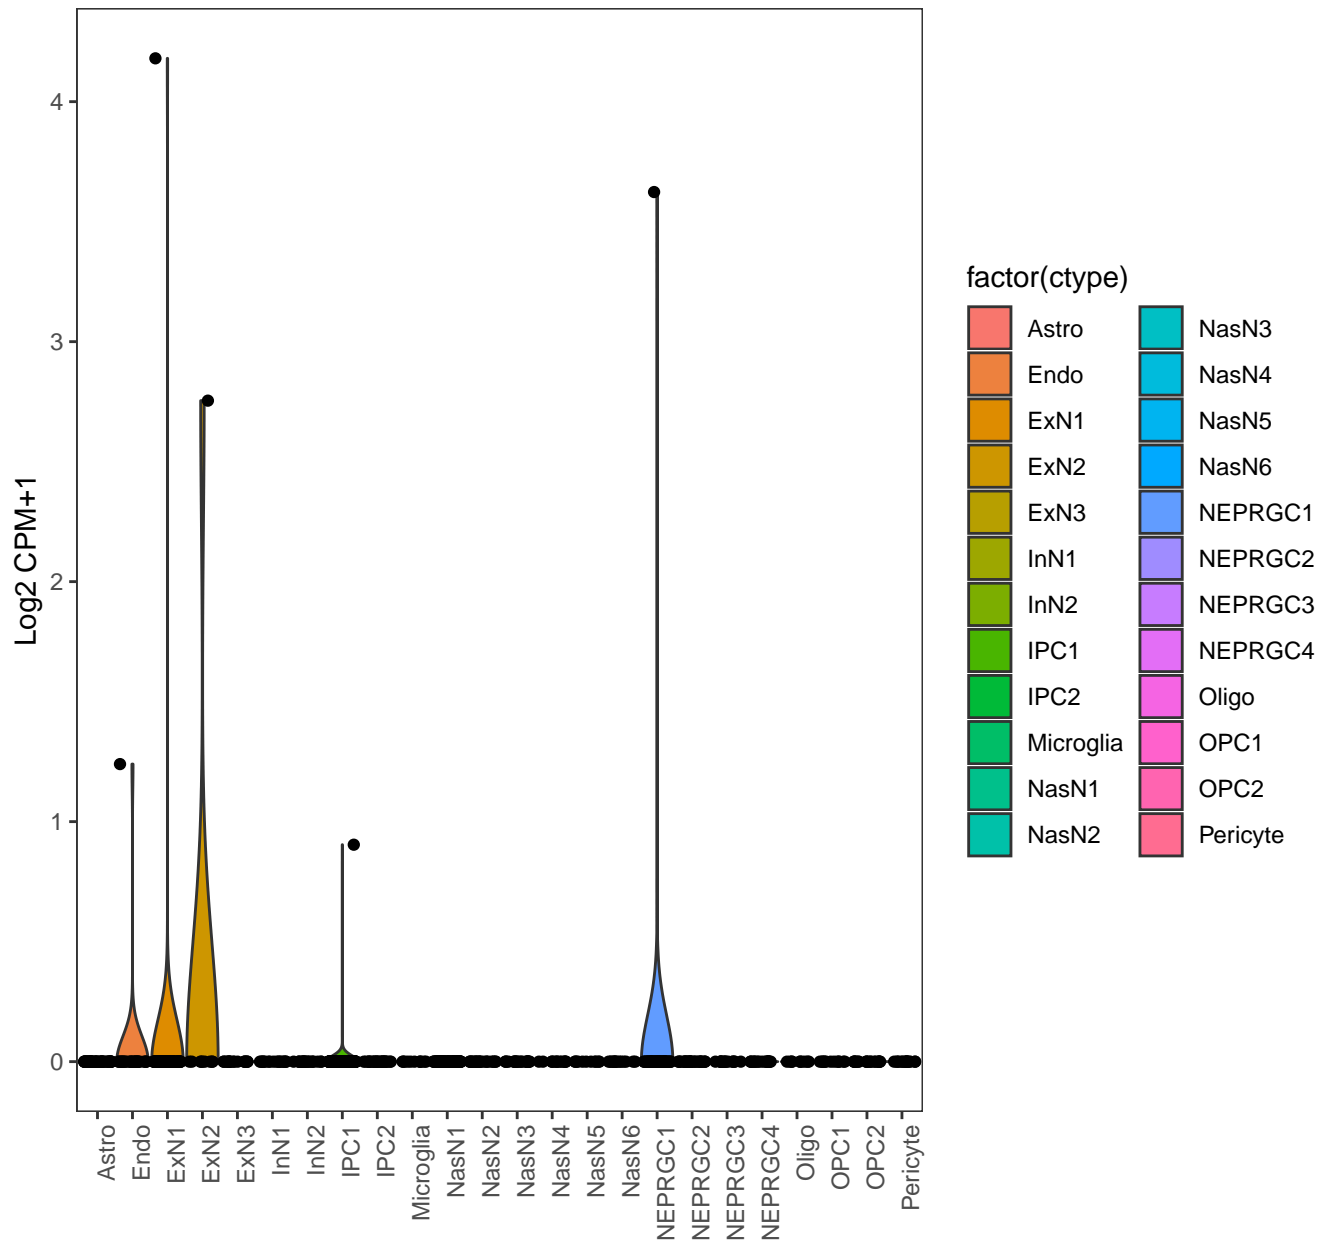 Log2 CPM+1
4
3
2
1
0
Astro
Endo
ExN1
ExN2
ExN3
InN1
InN2
IPC1
IPC2
Microglia
NasN1
NasN2
NasN3
NasN4
NasN5
NasN6
NEPRGC1
NEPRGC2
NEPRGC3
NEPRGC4
Oligo
OPC1
OPC2
Pericyte
factor(ctype)
Astro
Endo
ExN1
ExN2
ExN3
InN1
InN2
IPC1
IPC2
Microglia
NasN1
NasN2
NasN3
NasN4
NasN5
NasN6
NEPRGC1
NEPRGC2
NEPRGC3
NEPRGC4
Oligo
OPC1
OPC2
Pericyte